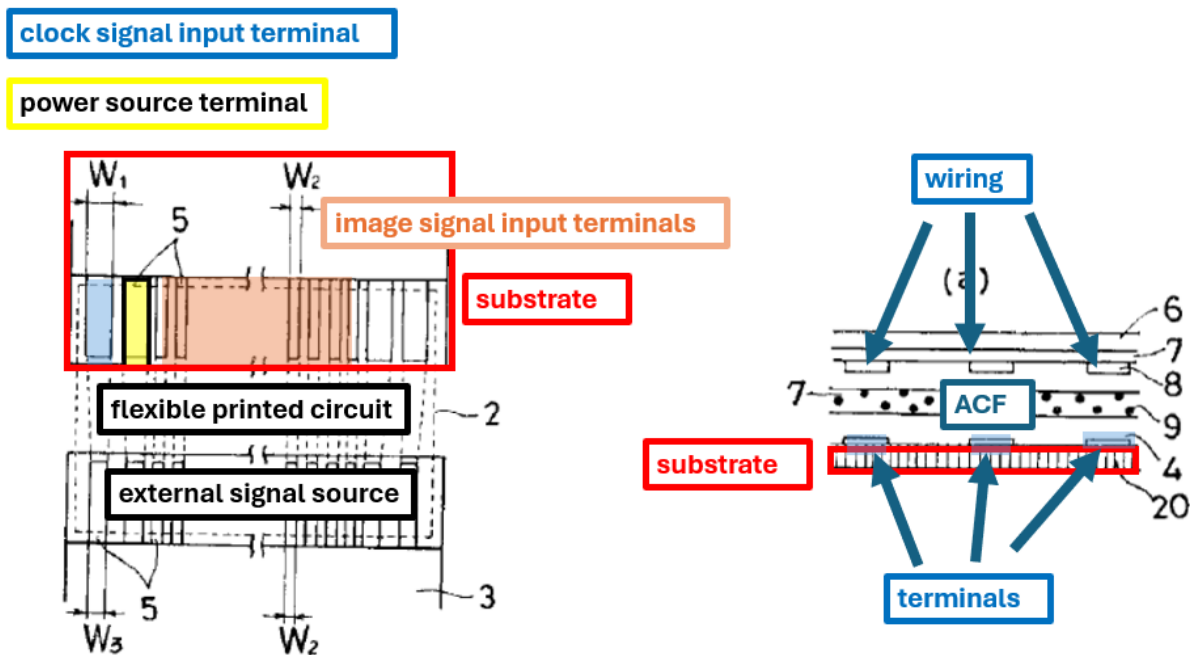 clock signal input terminal
power source terminal
W1
W2
5
image signal input terminals
substrate
flexible printed circuit
2
external signal source
5
3
W3
W2
wiring
(a)
6
7
8
7
ACF
9
substrate
4
20
terminals